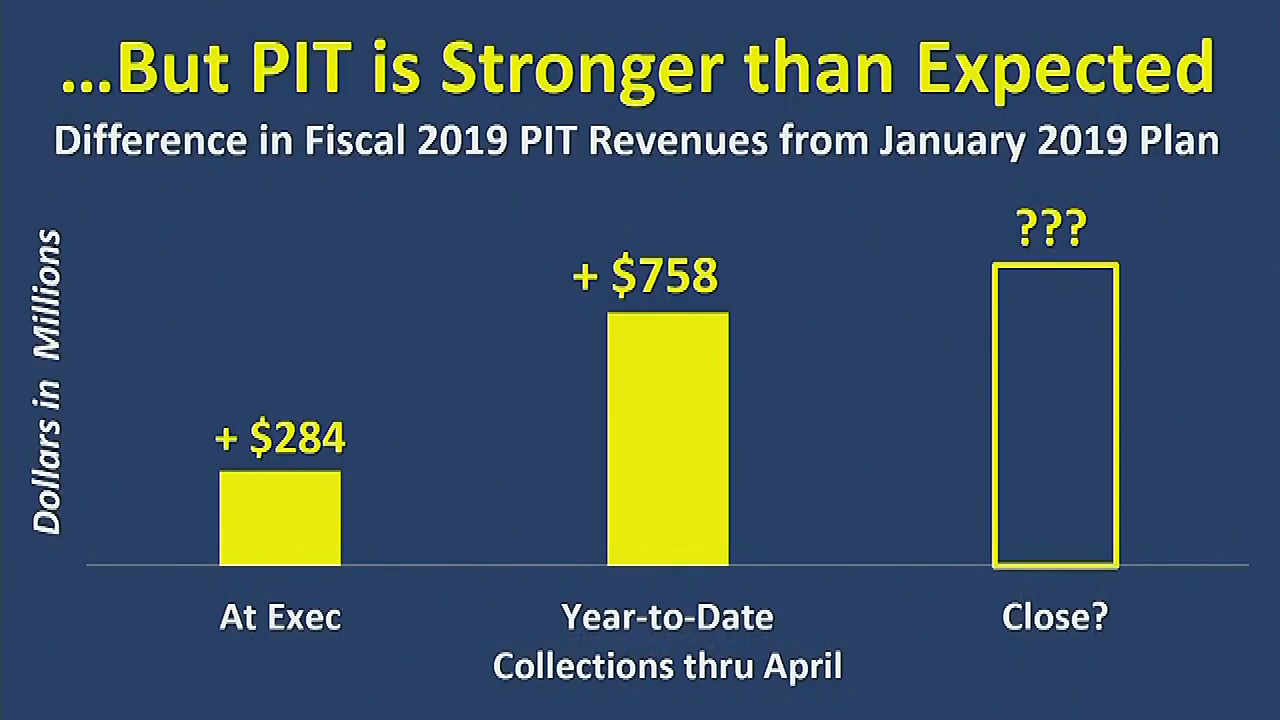 ...But PIT is Stronger than Expected
Difference in Fiscal 2019 PIT Revenues from January 2019 Plan
Dollars in Millions
+ $284
+ $758
???
At Exec
Year-to-Date
Collections thru April
Close?